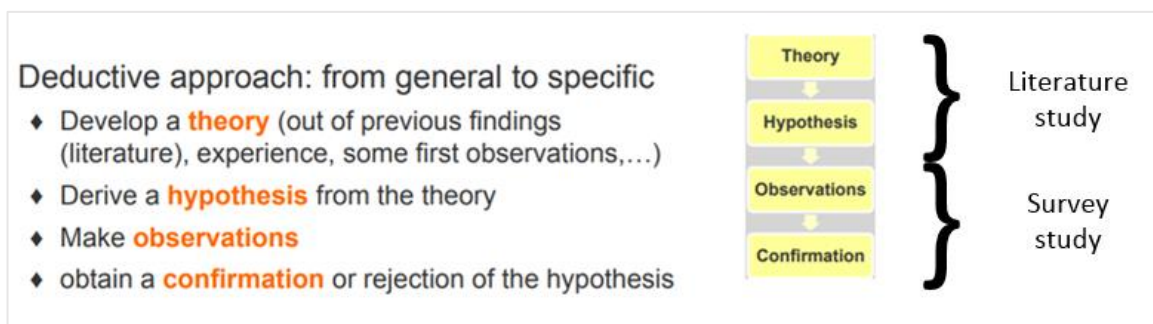 Deductive approach: from general to specific
♦ Develop a theory (out of previous findings
(literature), experience, some first observations,…)
♦ Derive a hypothesis from the theory
♦ Make observations
♦ obtain a confirmation or rejection of the hypothesis
Theory
Hypothesis
Observations
Confirmation
Literature
study
Survey
study